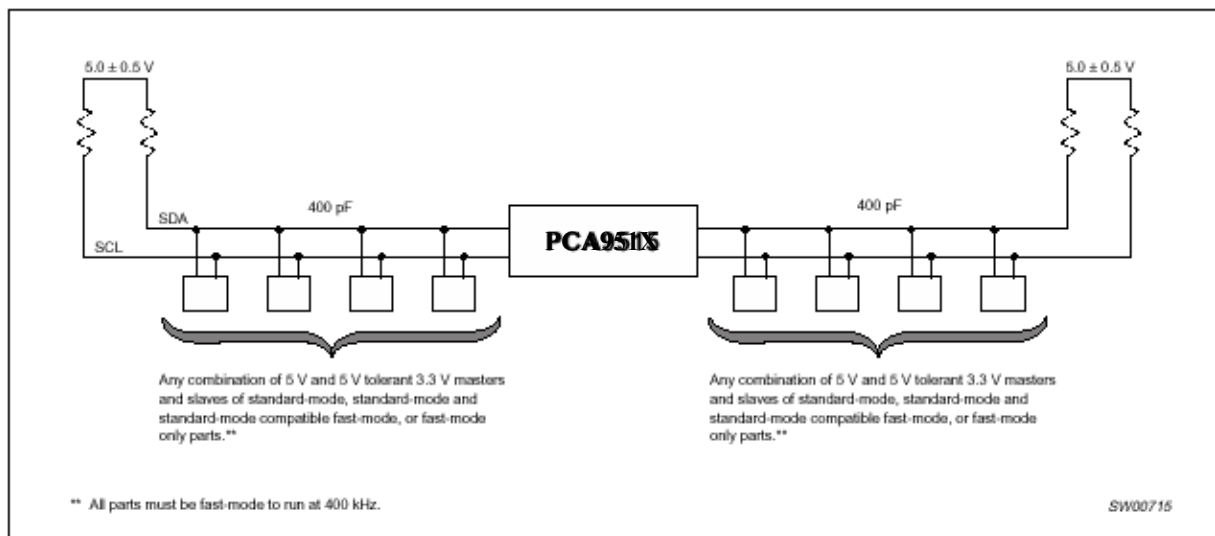 5.0 ± 0.5 V
5.0 ± 0.5 V
400 pF
400 pF
SDA
SCL
Any combination of 5 V and 5 V tolerant 3.3 V masters
and slaves of standard-mode, standard-mode and
standard-mode compatible fast-mode, or fast-mode
only parts.**
Any combination of 5 V and 5 V tolerant 3.3 V masters
and slaves of standard-mode, standard-mode and
standard-mode compatible fast-mode, or fast-mode
only parts.**
** All parts must be fast-mode to run at 400 kHz.
SW00715